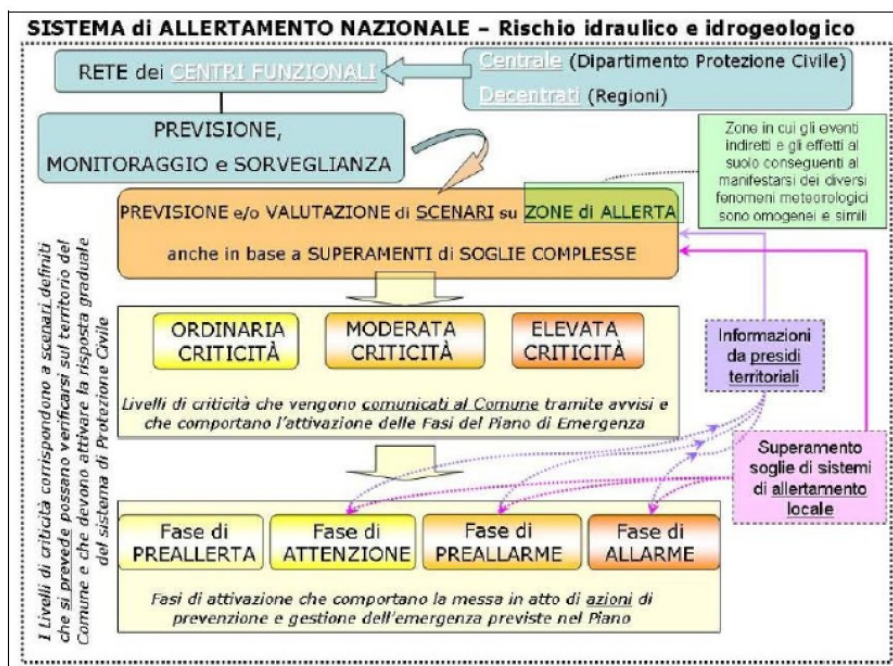 SISTEMA di ALLERTAMENTO NAZIONALE – Rischio idraulico e idrogeologico
RETE dei CENTRI FUNZIONALI
Centrale (Dipartimento Protezione Civile)
Decentrati (Regioni)
PREVISIONE,
MONITORAGGIO e SORVEGLIANZA
Zone in cui gli eventi
indiretti e gli effetti al
suolo conseguenti al
manifestarsi dei diversi
fenomeni meteorologici
sono omogenei e simili
PREVISIONE e/o VALUTAZIONE di SCENARI su ZONE di ALLERTA
anche in base a SUPERAMENTI di SOGLIE COMPLESSE
I Livelli di criticità corrispondono a scenari definiti
che si prevede possano verificarsi sul territorio del
Comune e che devono attivare la risposta graduale
del sistema di Protezione Civile
ORDINARIA
CRITICITÀ
MODERATA
CRITICITÀ
ELEVATA
CRITICITÀ
Livelli di criticità che vengono comunicati al Comune tramite avvisi e
che comportano l'attivazione delle Fasi del Piano di Emergenza
Informazioni
da presidi
territoriali
Superamento
soglie di sistemi
di allertamento
locale
Fase di
PREALLERTA
Fase di
ATTENZIONE
Fase di
PREALLARME
Fase di
ALLARME
Fasi di attivazione che comportano la messa in atto di azioni di
prevenzione e gestione dell'emergenza previste nel Piano